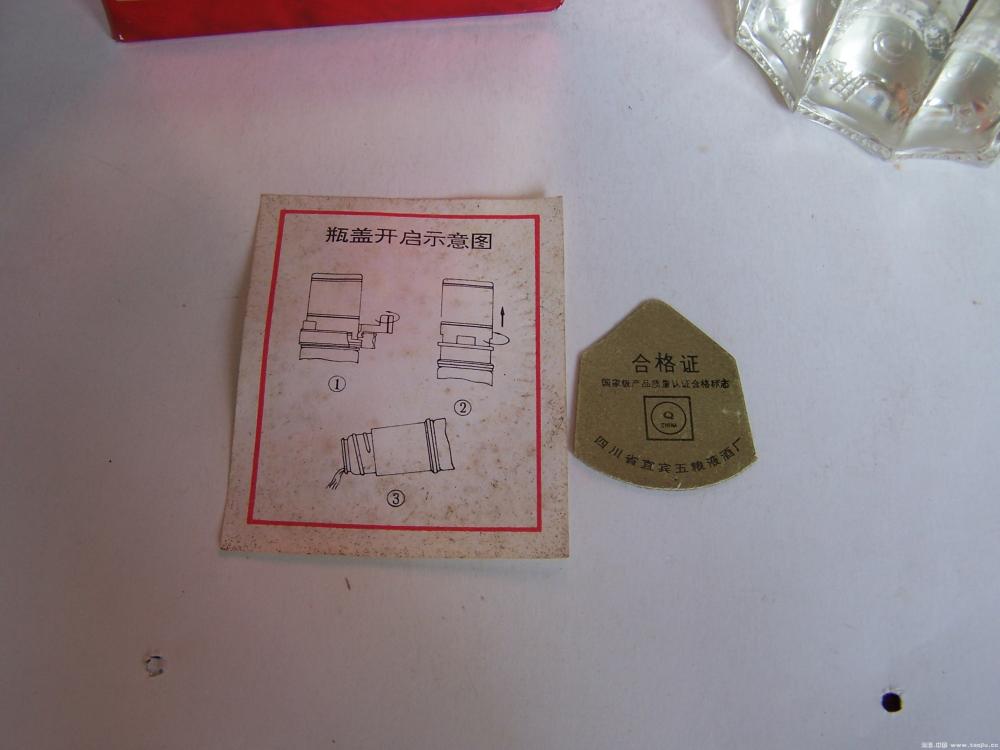 瓶盖开启示意图
①
②
③
合格证
国家级产品质量认证合格标志
Q
CHINA
四川省宜宾五粮液酒厂